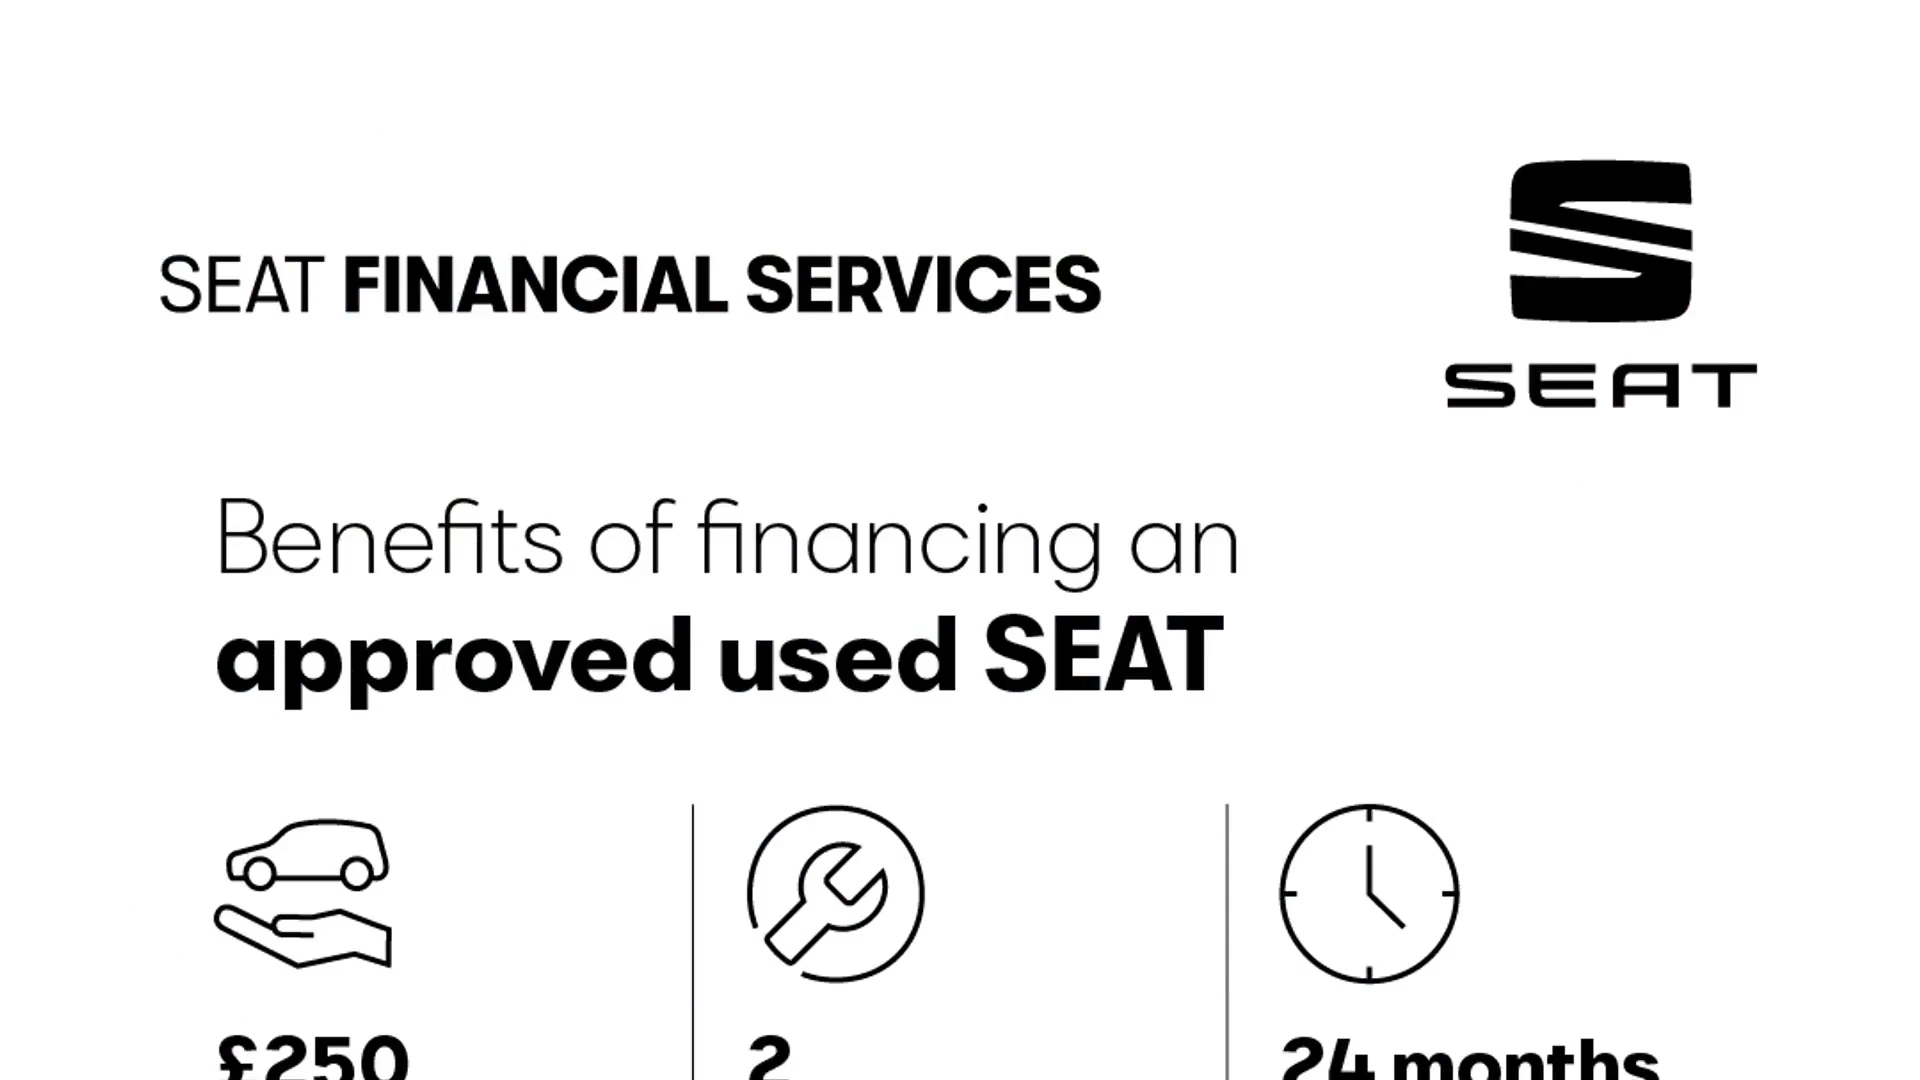 SEAT FINANCIAL SERVICES
SEAT
Benefits of financing an
approved used SEAT
£250
2
24 months